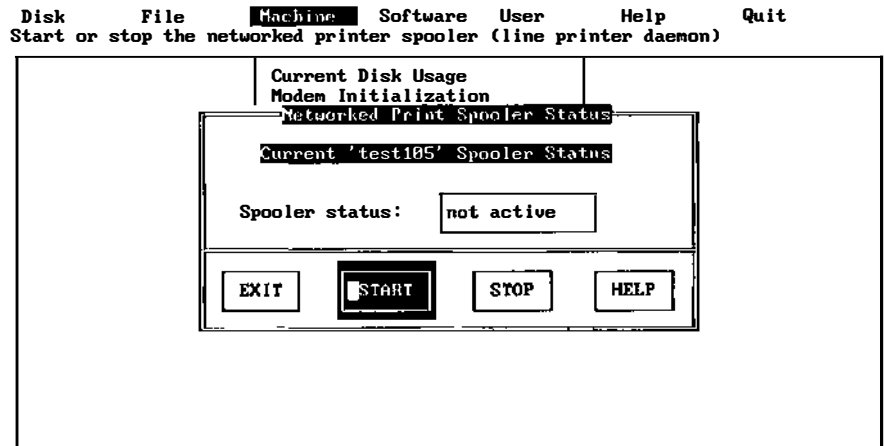 Disk File Machine Software User Help Quit
Start or stop the networked printer spooler (line printer daemon)
Current Disk Usage
Modem Initialization
Networked Print Spooler Status
Current 'test105' Spooler Status
Spooler status: not active
EXIT START STOP HELP